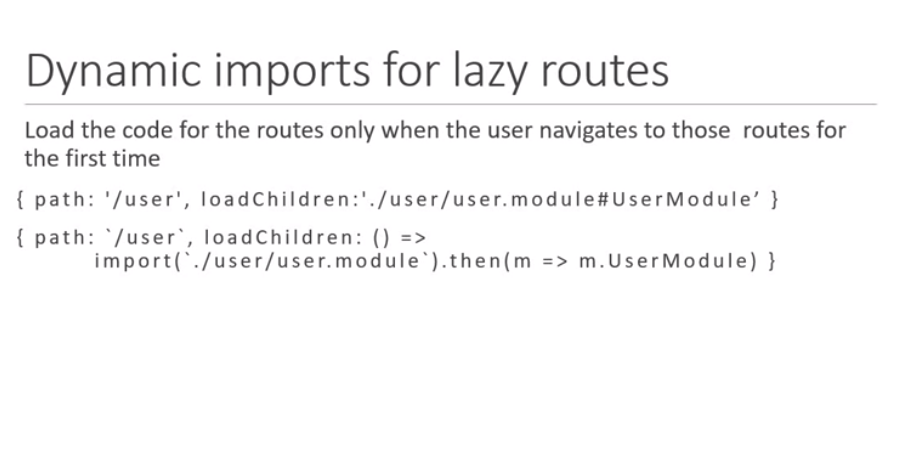 Dynamic imports for lazy routes
Load the code for the routes only when the user navigates to those  routes for
the first time
{ path: '/user', loadChildren:'./user/user.module#UserModule’ }
{ path: `/user`, loadChildren: () =>
import(`./user/user.module`).then(m => m.UserModule) }